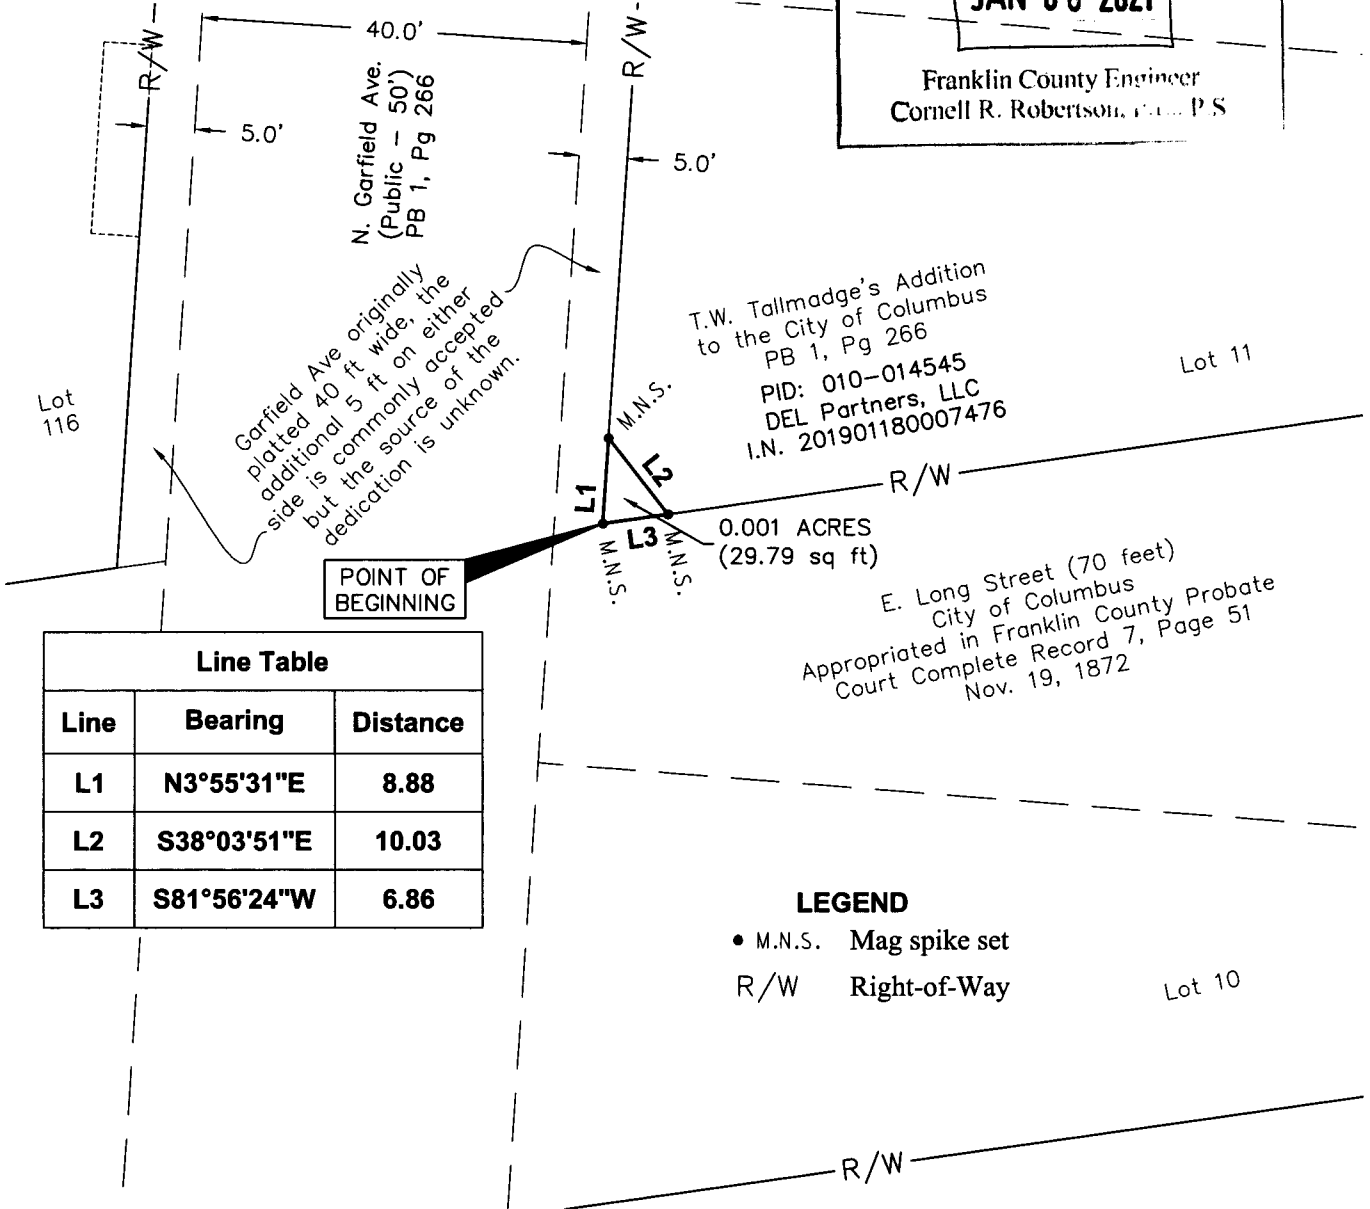 R/W
40.0'
R/W
JAN 06 2021
Franklin County Engineer
Cornell R. Robertson, P.S
5.0'
5.0'
N. Garfield Ave.
(Public – 50')
PB 1, Pg 266
Garfield Ave originally
platted 40 ft wide, the
additional 5 ft on either
side is commonly accepted
but the source of the
dedication is unknown.
T.W. Tallmadge's Addition
to the City of Columbus
PB 1, Pg 266
PID: 010–014545
DEL Partners, LLC
I.N. 201901180007476
Lot 11
Lot
116
M.N.S.
L1
L2
L3
R/W
0.001 ACRES
(29.79 sq ft)
M.N.S.
M.N.S.
POINT OF
BEGINNING
E. Long Street (70 feet)
City of Columbus
Appropriated in Franklin County Probate
Court Complete Record 7, Page 51
Nov. 19, 1872
Line Table
Line Bearing Distance
L1 N3°55'31"E 8.88
L2 S38°03'51"E 10.03
L3 S81°56'24"W 6.86
LEGEND
M.N.S. Mag spike set
R/W Right-of-Way
Lot 10
R/W